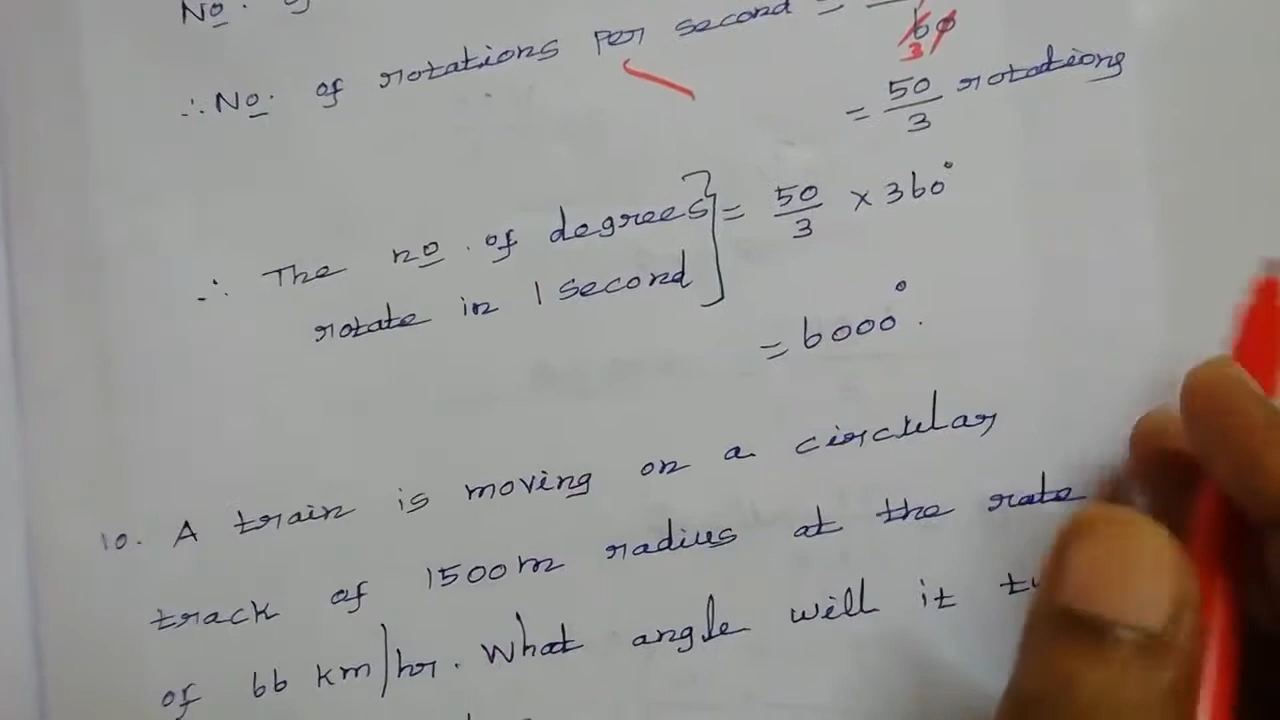 No. of
∴ No. of rotations per second =
60
3
= 50/3 rotations
∴ The no. of degrees rotate in 1 second } = 50/3 × 360°
= 6000°.
10. A train is moving on a circular
track of 1500m radius at the rate
of 66 km/hr. What angle will it